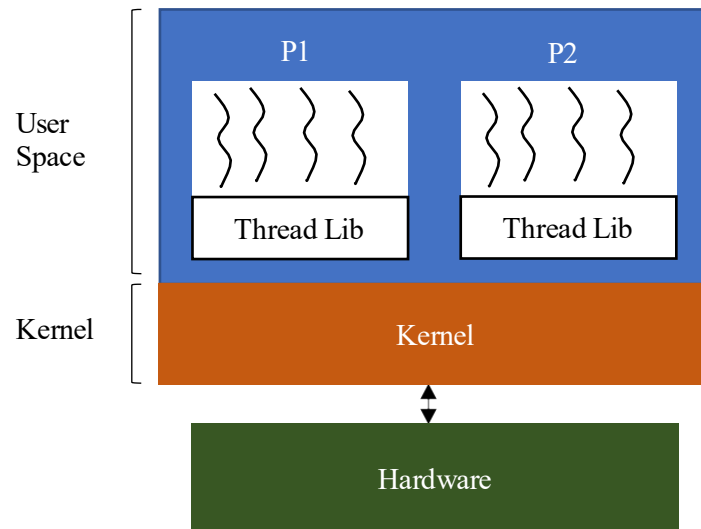 P1
P2
User
Space
Thread Lib
Thread Lib
Kernel
Kernel
Hardware